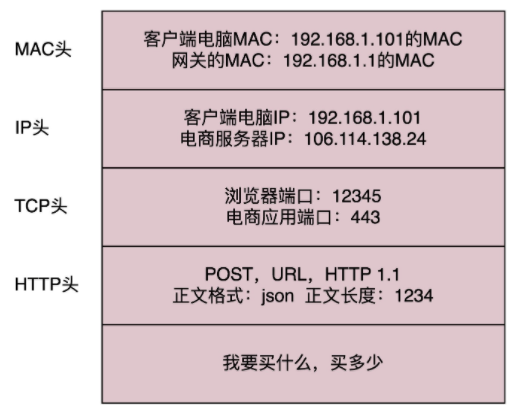 MAC头
客户端电脑MAC：192.168.1.101的MAC
网关的MAC：192.168.1.1的MAC
IP头
客户端电脑IP：192.168.1.101
电商服务器IP：106.114.138.24
TCP头
浏览器端口：12345
电商应用端口：443
HTTP头
POST，URL，HTTP 1.1
正文格式：json 正文长度：1234
我要买什么，买多少